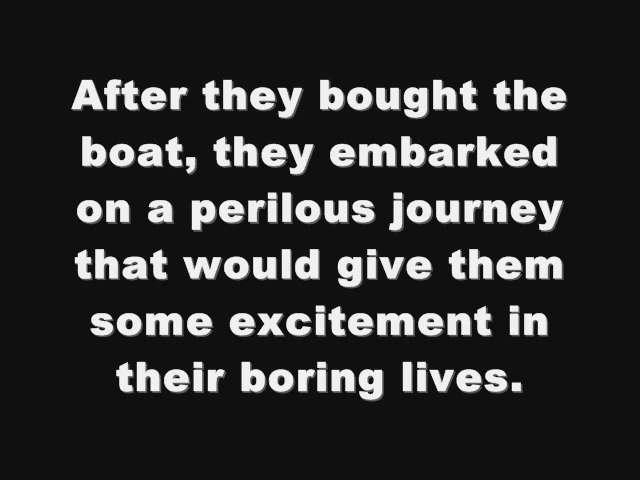 After they bought the
boat, they embarked
on a perilous journey
that would give them
some excitement in
their boring lives.